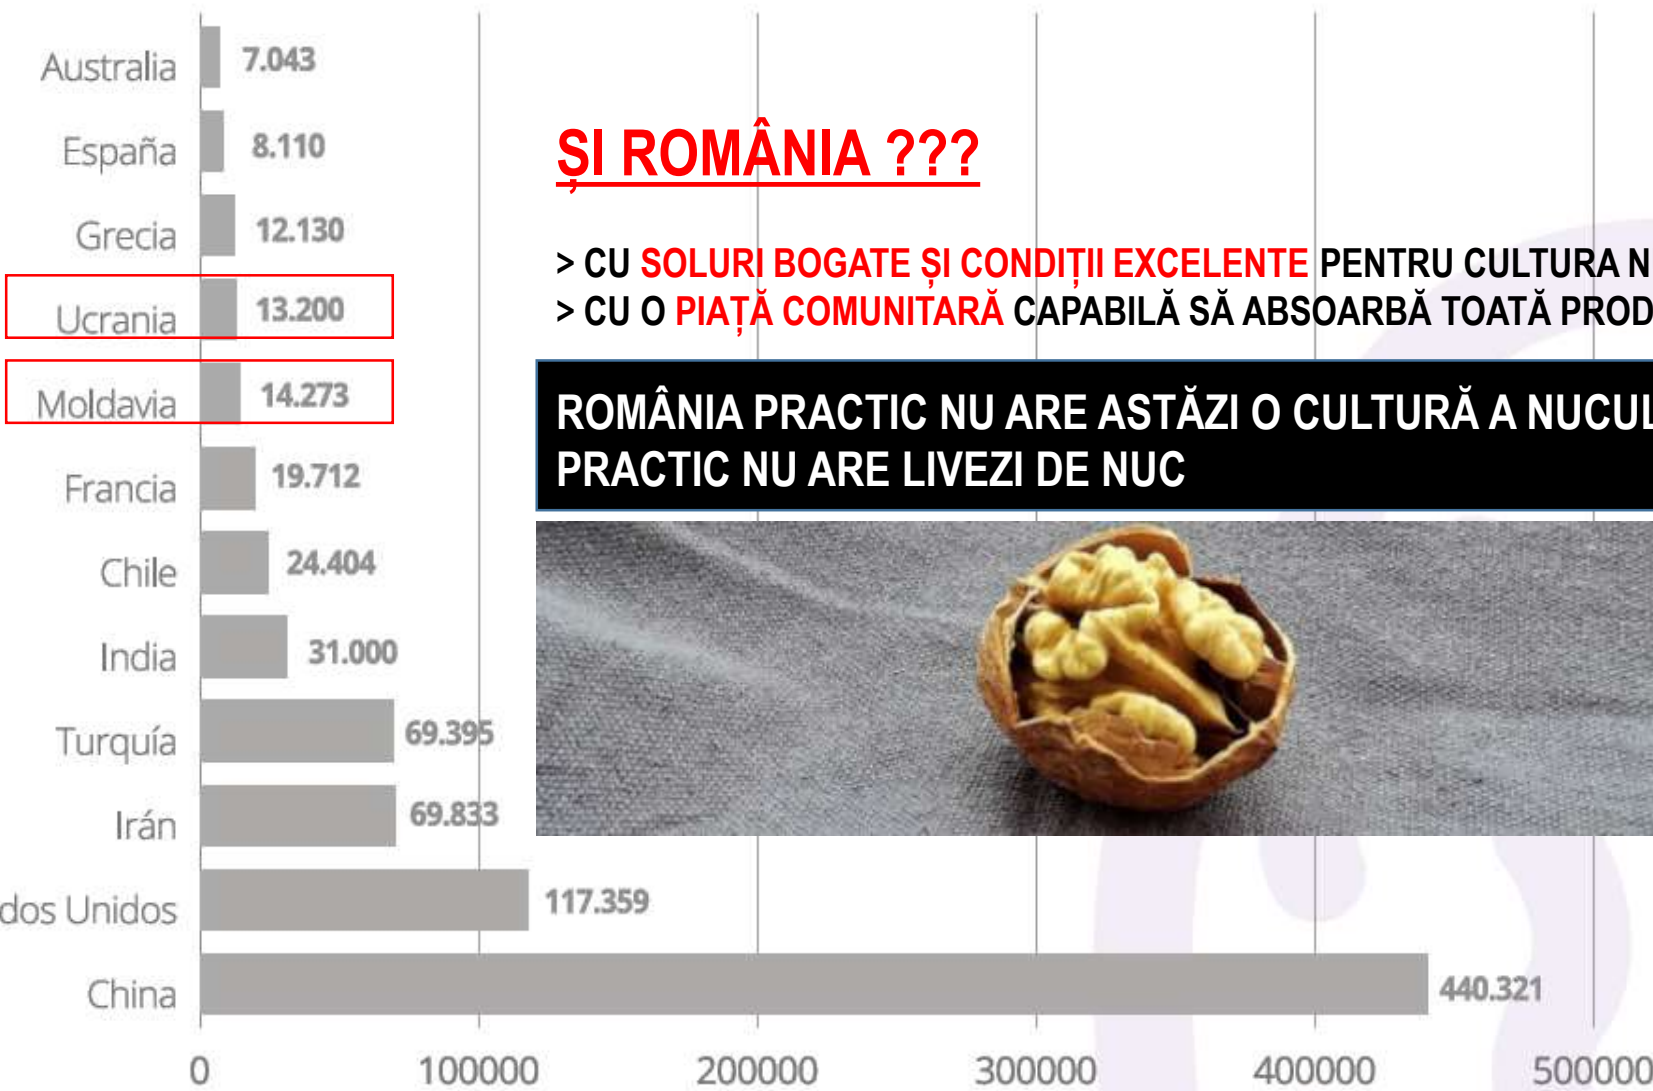 Australia 7.043
España 8.110
Grecia 12.130
Ucrania 13.200
Moldavia 14.273
Francia 19.712
Chile 24.404
India 31.000
Turquía 69.395
Irán 69.833
dos Unidos 117.359
China 440.321
0 100000 200000 300000 400000 500000
ȘI ROMÂNIA ???
> CU SOLURI BOGATE ȘI CONDIȚII EXCELENTE PENTRU CULTURA N
> CU O PIAȚĂ COMUNITARĂ CAPABILĂ SĂ ABSOARBĂ TOATĂ PROD
ROMÂNIA PRACTIC NU ARE ASTĂZI O CULTURĂ A NUCUL
PRACTIC NU ARE LIVEZI DE NUC